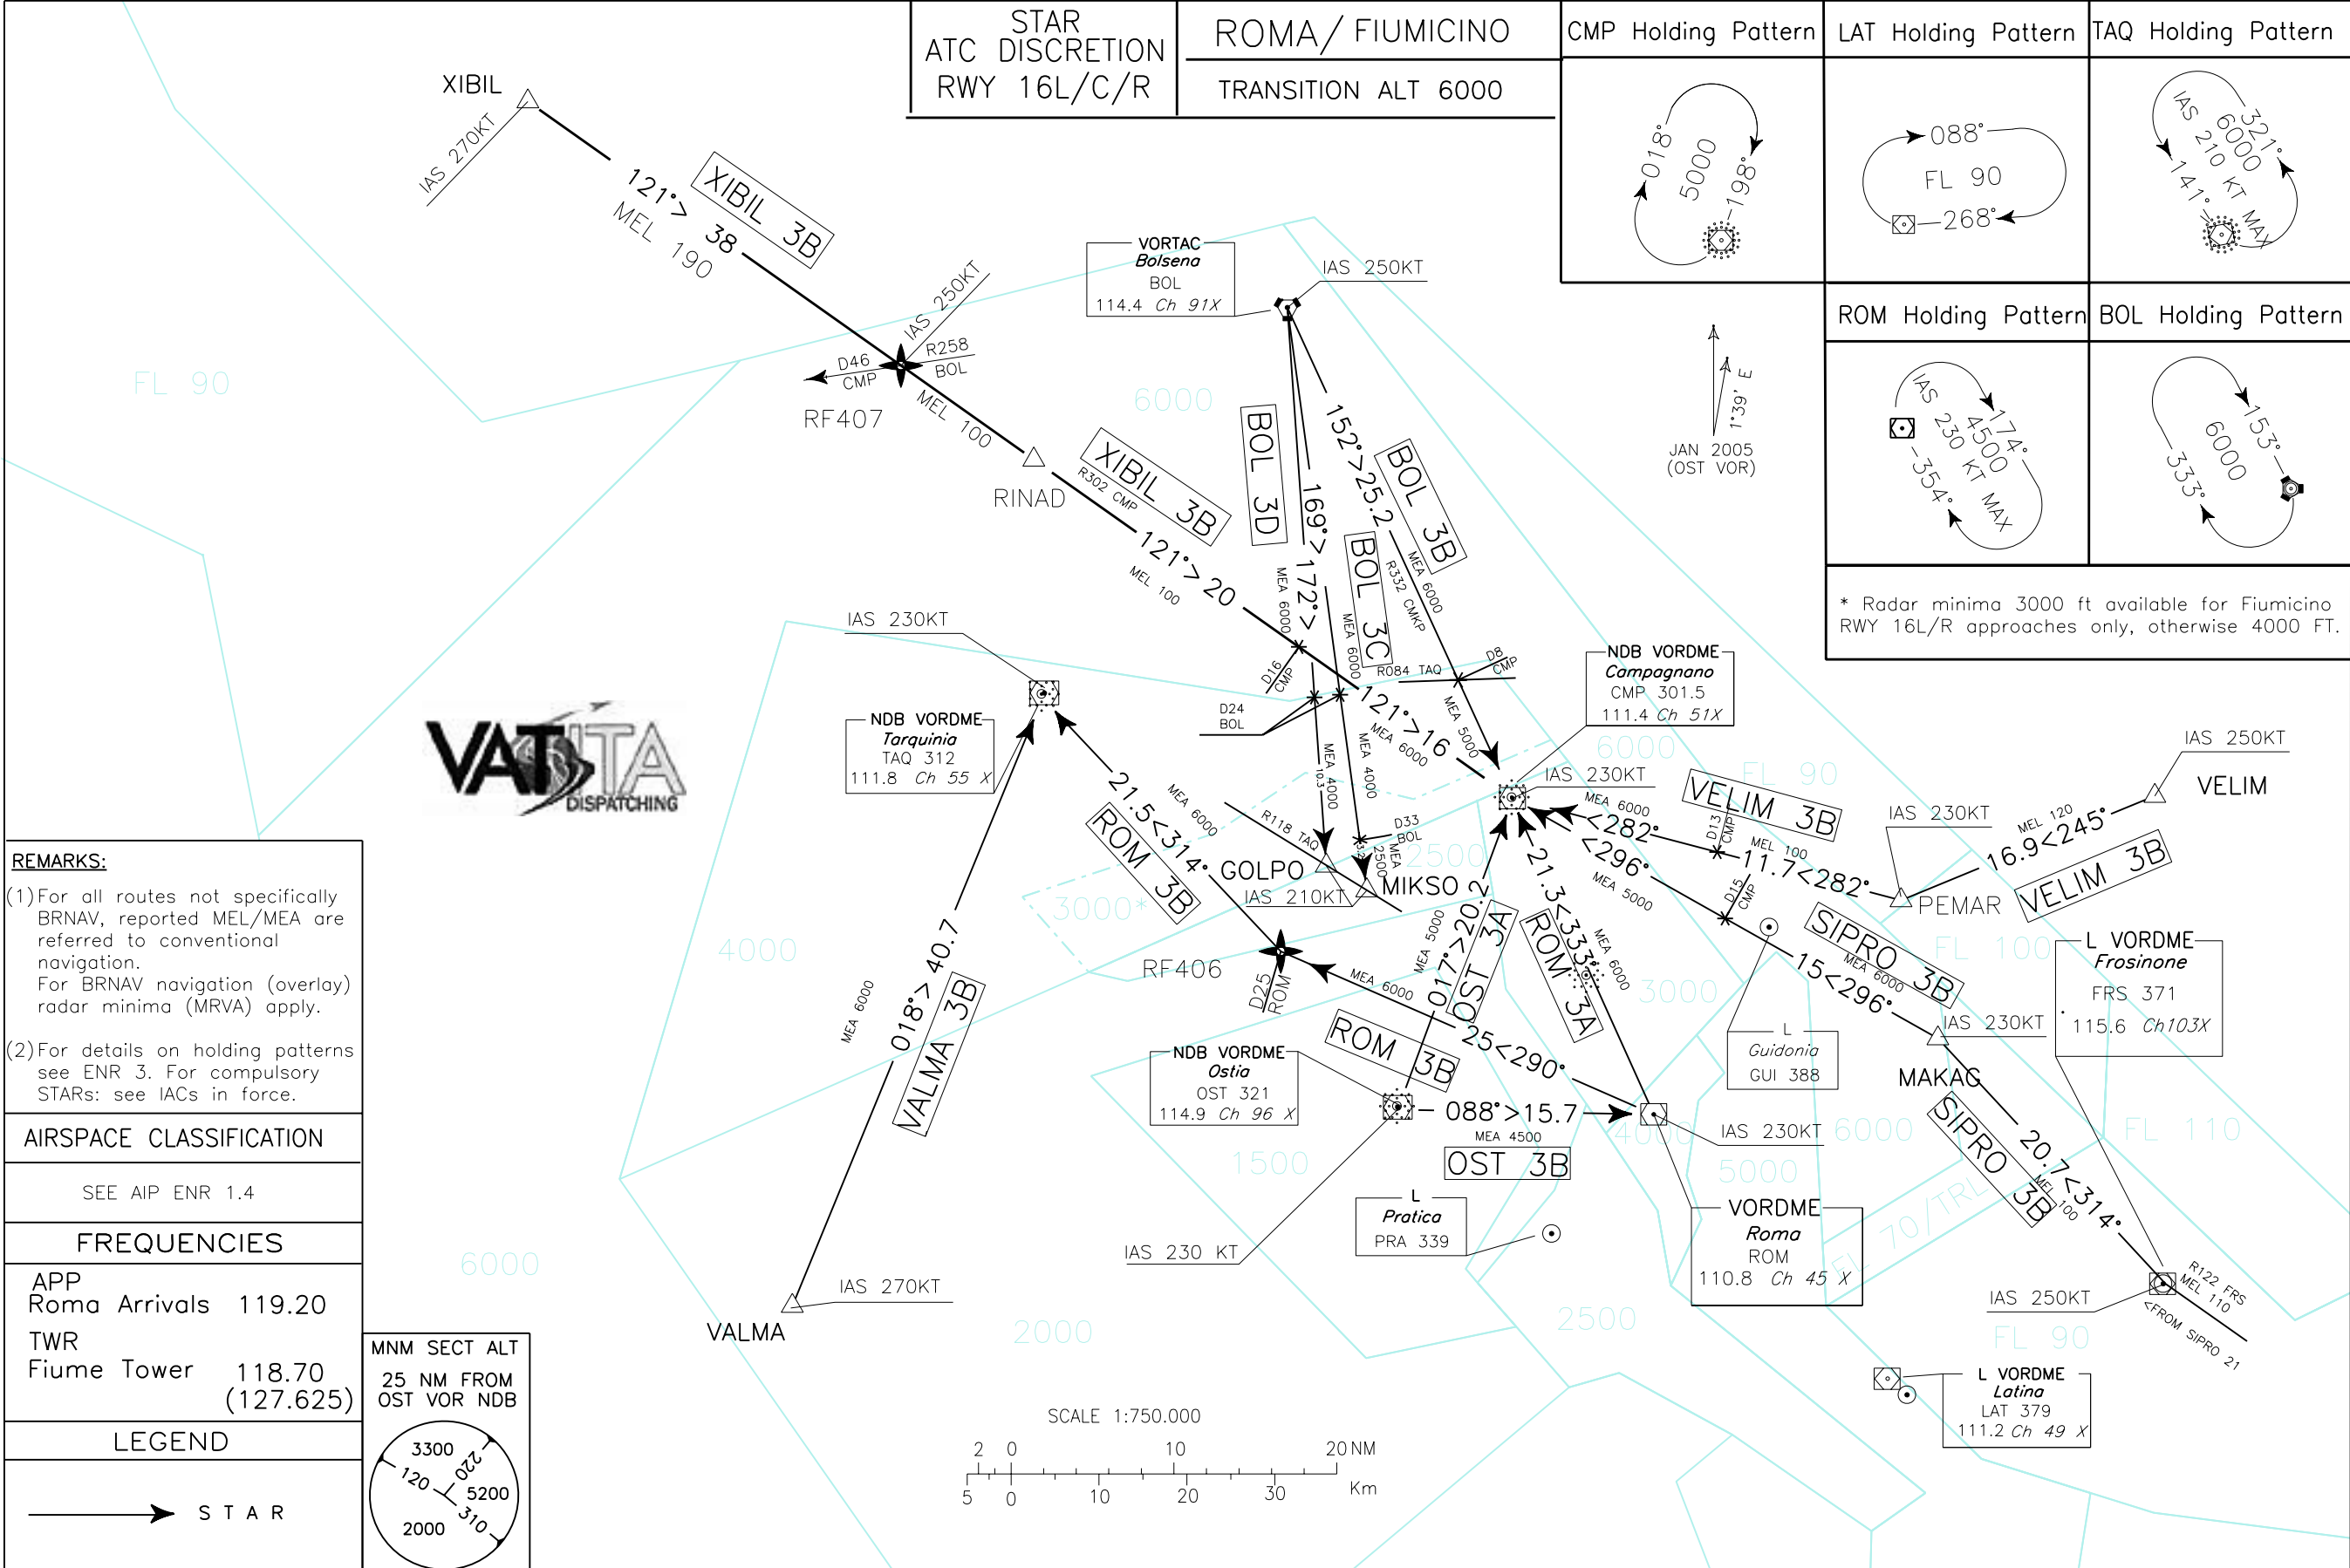 STAR
ATC DISCRETION
RWY 16L/C/R
ROMA/ FIUMICINO
TRANSITION ALT 6000
CMP Holding Pattern
018°
5000
198°
LAT Holding Pattern
088°
FL 90
268°
TAQ Holding Pattern
321°
6000
IAS 210 KT MAX
141°
ROM Holding Pattern
174°
4500
IAS 230 KT MAX
354°
BOL Holding Pattern
153°
6000
333°
* Radar minima 3000 ft available for Fiumicino
RWY 16L/R approaches only, otherwise 4000 FT.
1°39' E
JAN 2005
(OST VOR)
XIBIL
IAS 270KT
121°> 38
MEL 190
XIBIL 3B
IAS 250KT
D46
CMP
R258
BOL
RF407
MEL 100
RINAD
XIBIL 3B
R302 CMP
121°> 20
MEL 100
D16
CMP
121°>16
MEA 6000
VORTAC
Bolsena
BOL
114.4 Ch 91X
IAS 250KT
BOL 3D
172°>
MEA 6000
MEA 4000
10.3
BOL 3C
169°>
MEA 6000
MEA 4000
D24
BOL
D33
BOL
3.2
MEA
2500
BOL 3B
152°>25.2
MEA 6000
R332 CMKP
R084 TAQ
D8
CMP
MEA 5000
NDB VORDME
Campagnano
CMP 301.5
111.4 Ch 51X
IAS 230KT
GOLPO
MIKSO
R118 TAQ
IAS 210KT
IAS 230KT
NDB VORDME
Tarquinia
TAQ 312
111.8 Ch 55 X
21.5<314°
MEA 6000
ROM 3B
RF406
D25
ROM
MEA 6000
25<290°
ROM 3B
018°> 40.7
MEA 6000
VALMA 3B
VALMA
IAS 270KT
NDB VORDME
Ostia
OST 321
114.9 Ch 96 X
IAS 230 KT
017°>20.2
MEA 5000
OST 3A
088°>15.7
MEA 4500
OST 3B
21.3<333°
MEA 6000
ROM 3A
IAS 230KT
VORDME
Roma
ROM
110.8 Ch 45 X
L
Pratica
PRA 339
L
Guidonia
GUI 388
VELIM
IAS 250KT
MEL 120
16.9<245°
VELIM 3B
PEMAR
IAS 230KT
MEL 100
11.7<282°
D13
CMP
VELIM 3B
MEA 6000
<282°
<296°
MEA 5000
D15
CMP
SIPRO 3B
MEA 6000
15<296°
IAS 230KT
MAKAG
SIPRO 3B
20.7<314°
MEL 100
L VORDME
Frosinone
FRS 371
115.6 Ch103X
IAS 250KT
R122 FRS
MEL 110
<FROM SIPRO 21
L VORDME
Latina
LAT 379
111.2 Ch 49 X
FL 90
6000
6000
FL 90
2500
3000*
4000
3000
FL 100
4000
6000
FL 110
1500
5000
FL 70/TRL
6000
2000
2500
FL 90
VATITA
DISPATCHING
REMARKS:
(1)For all routes not specifically
BRNAV, reported MEL/MEA are
referred to conventional
navigation.
For BRNAV navigation (overlay)
radar minima (MRVA) apply.
(2)For details on holding patterns
see ENR 3. For compulsory
STARs: see IACs in force.
AIRSPACE CLASSIFICATION
SEE AIP ENR 1.4
FREQUENCIES
APP
Roma Arrivals 119.20
TWR
Fiume Tower 118.70
(127.625)
LEGEND
STAR
MNM SECT ALT
25 NM FROM
OST VOR NDB
3300
220
120
5200
310
2000
SCALE 1:750.000
2 0 10 20 NM
5 0 10 20 30 Km